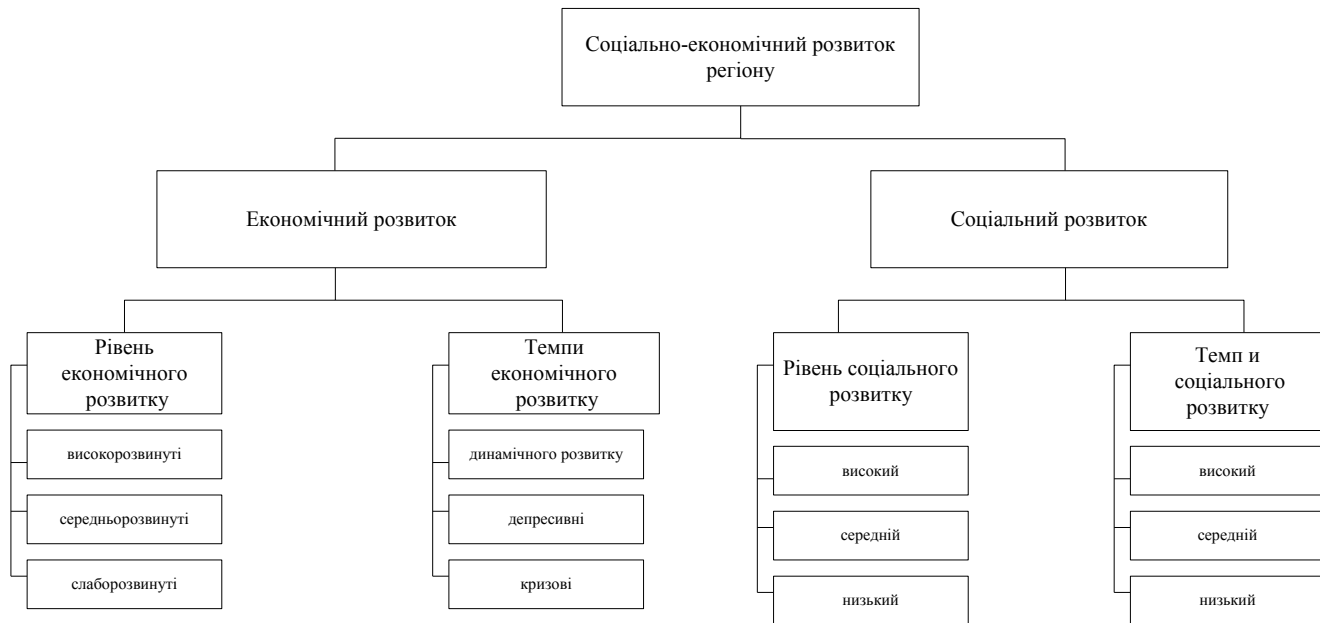 Соціально-економічний розвиток
регіону
Економічний розвиток
Соціальний розвиток
Рівень
економічного
розвитку
високорозвинуті
середньорозвинуті
слаборозвинуті
Темпи
економічного
розвитку
динамічного розвитку
депресивні
кризові
Рівень соціального
розвитку
високий
середній
низький
Темп и
соціального
розвитку
високий
середній
низький